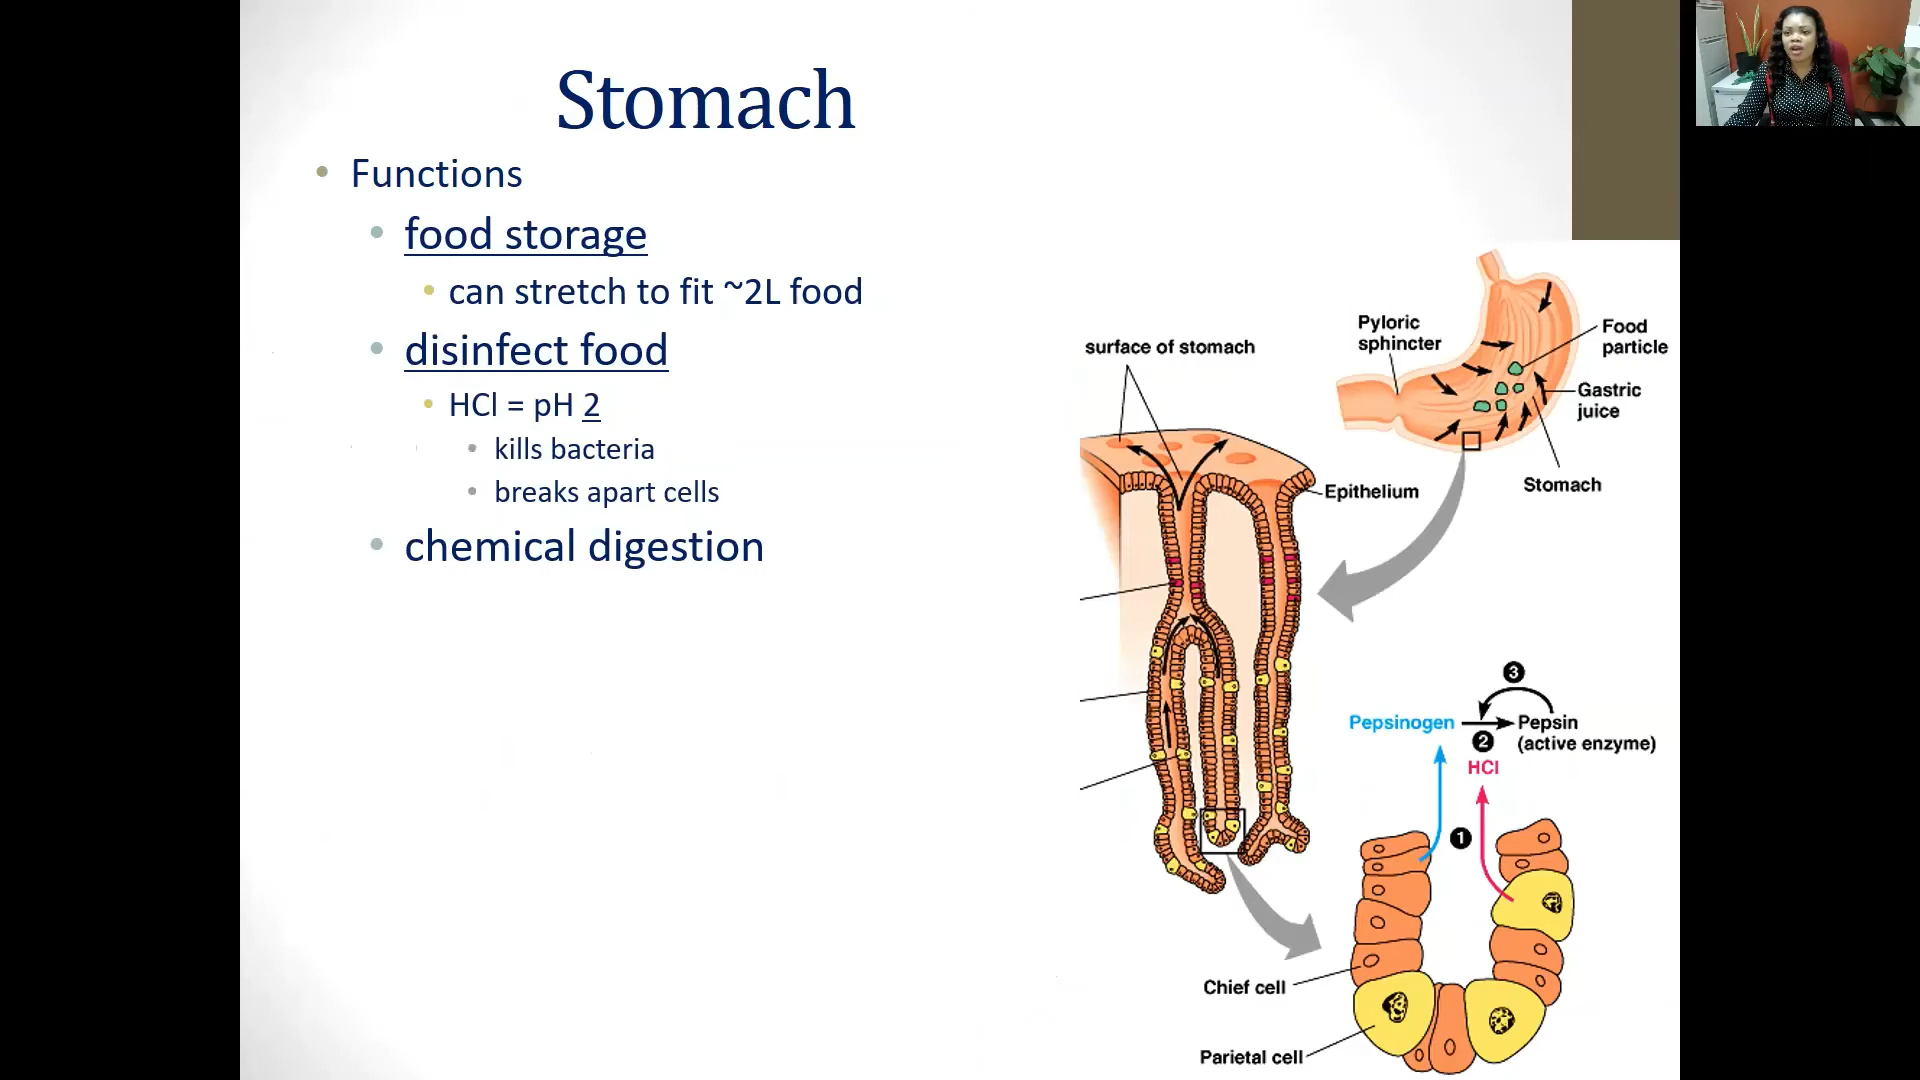 Stomach
• Functions
• food storage
• can stretch to fit ~2L food
• disinfect food
• HCl = pH 2
• kills bacteria
• breaks apart cells
• chemical digestion
surface of stomach
Pyloric
sphincter
Food
particle
Gastric
juice
Stomach
Epithelium
3
Pepsinogen
Pepsin
(active enzyme)
2
HCl
1
Chief cell
Parietal cell